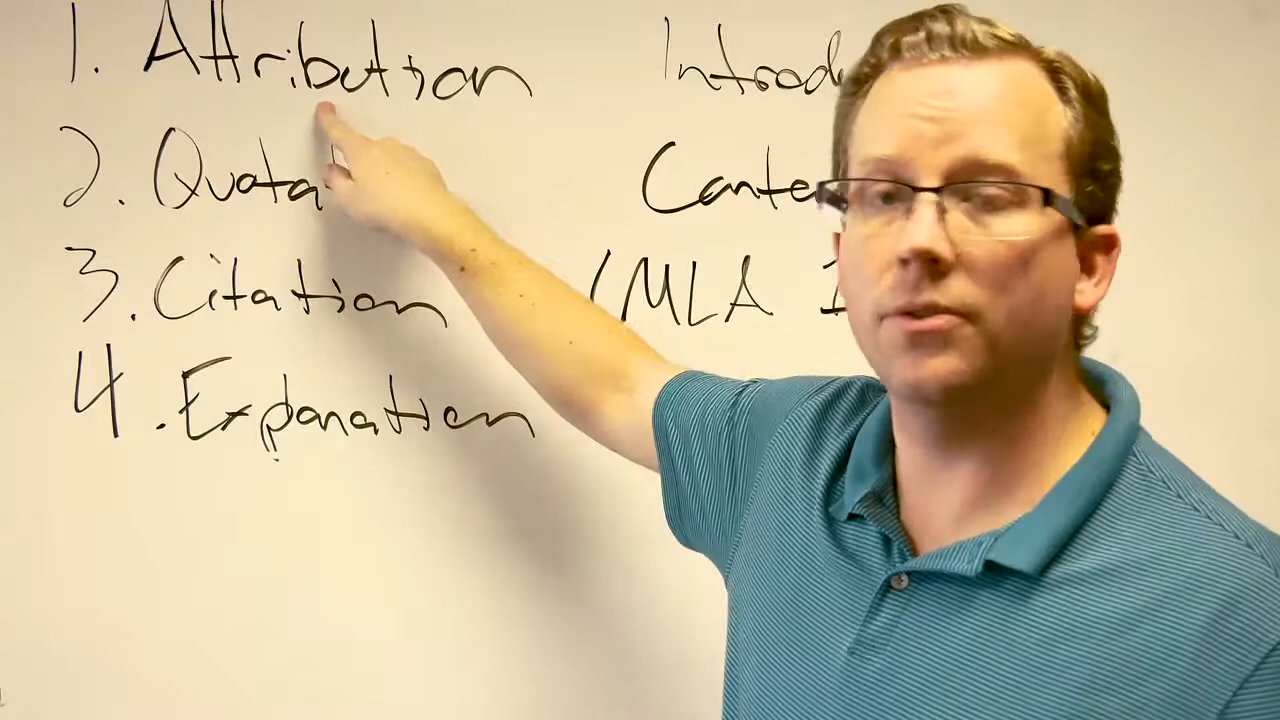 1. Attribution Introd
2. Quota Conte
3. Citation (MLA
4. Explanation